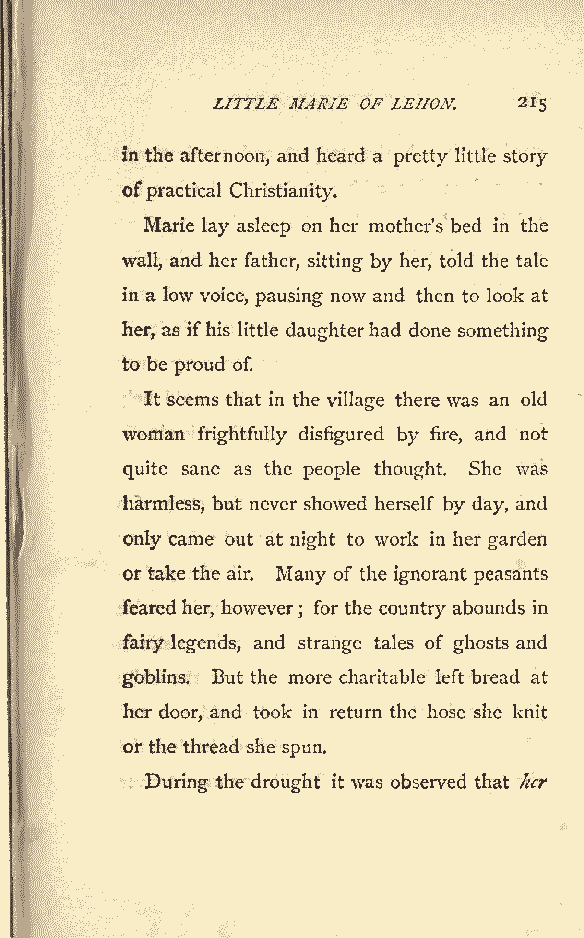 LITTLE MARIE OF LEHON. 215
in the afternoon, and heard a pretty little story
of practical Christianity.
Marie lay asleep on her mother's bed in the
wall, and her father, sitting by her, told the tale
in a low voice, pausing now and then to look at
her, as if his little daughter had done something
to be proud of.
It seems that in the village there was an old
woman frightfully disfigured by fire, and not
quite sane as the people thought. She was
harmless, but never showed herself by day, and
only came out at night to work in her garden
or take the air. Many of the ignorant peasants
feared her, however; for the country abounds in
fairy legends, and strange tales of ghosts and
goblins. But the more charitable left bread at
her door, and took in return the hose she knit
or the thread she spun.
During the drought it was observed that her